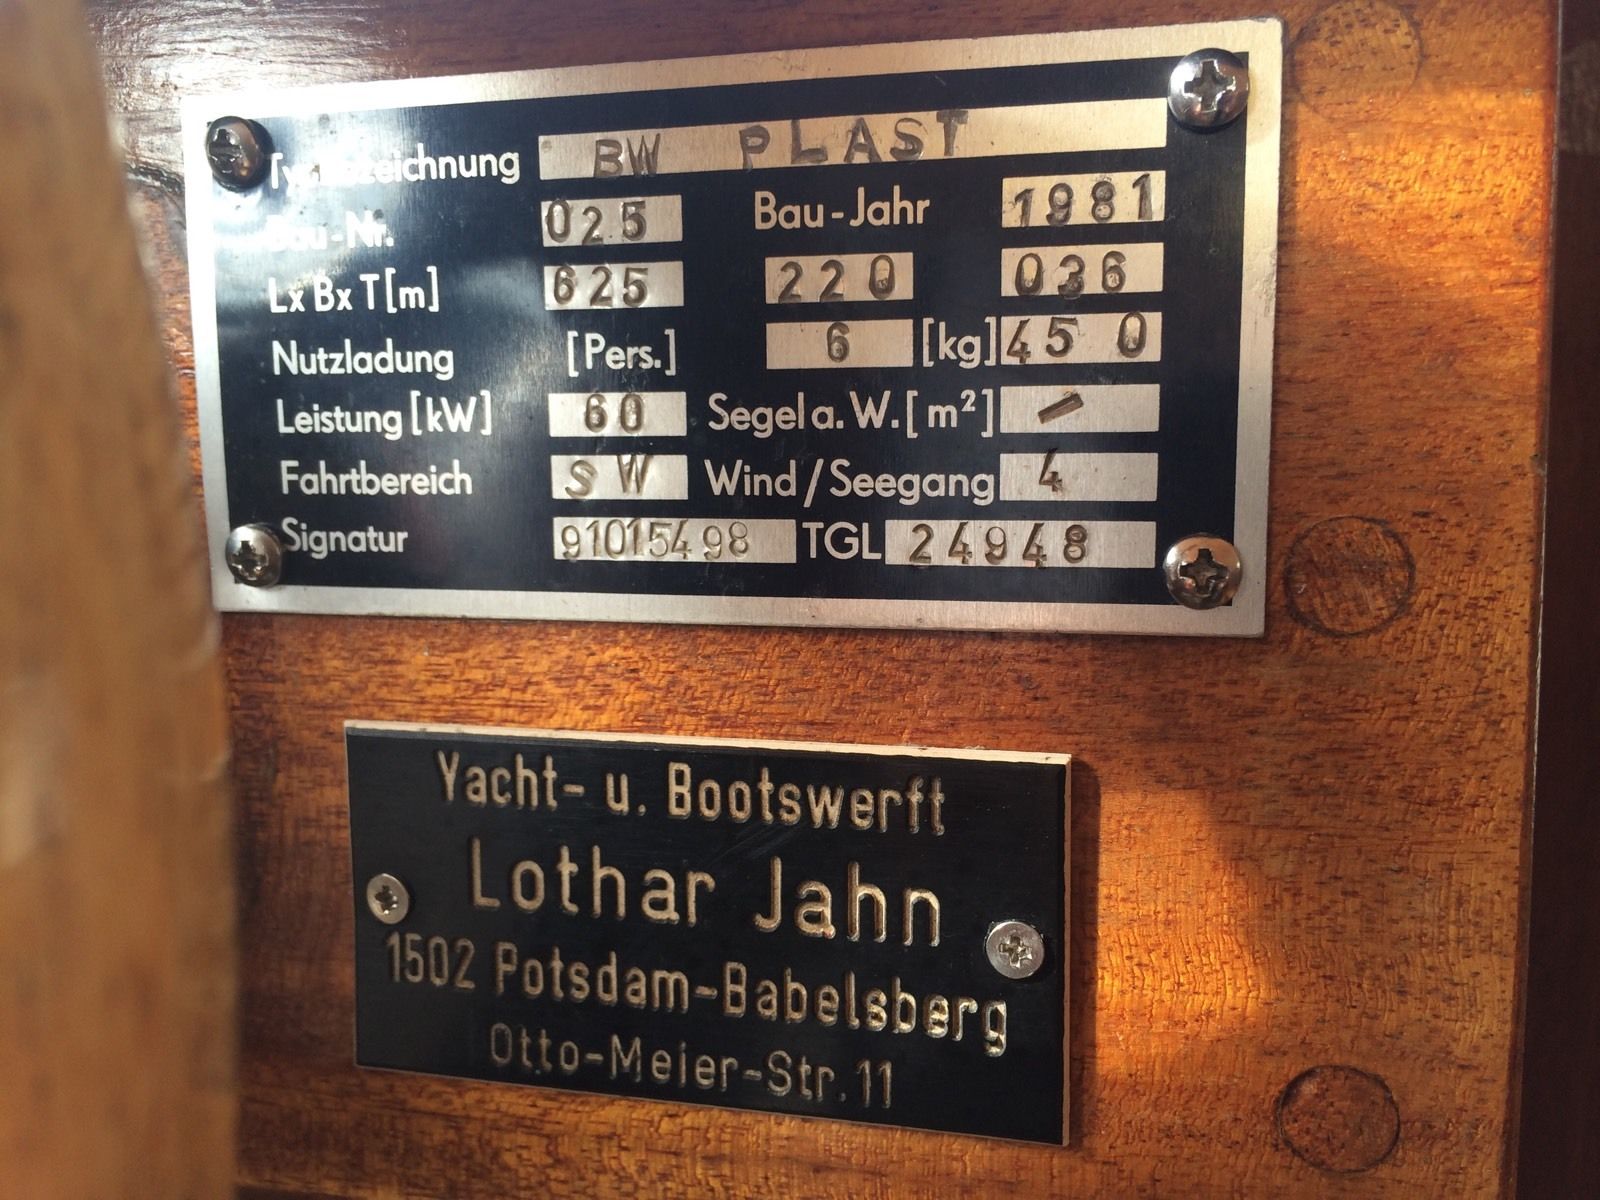 Typbezeichnung BW PLAST
Bau-Nr. 025 Bau-Jahr 1981
LxBxT[m] 625 220 036
Nutzladung [Pers.] 6 [kg] 450
Leistung [kW] 60 Segel a. W. [m²] -
Fahrtbereich SW Wind/Seegang 4
Signatur 91015498 TGL 24948
Yacht- u. Bootswerft
Lothar Jahn
1502 Potsdam-Babelsberg
Otto-Meier-Str. 11